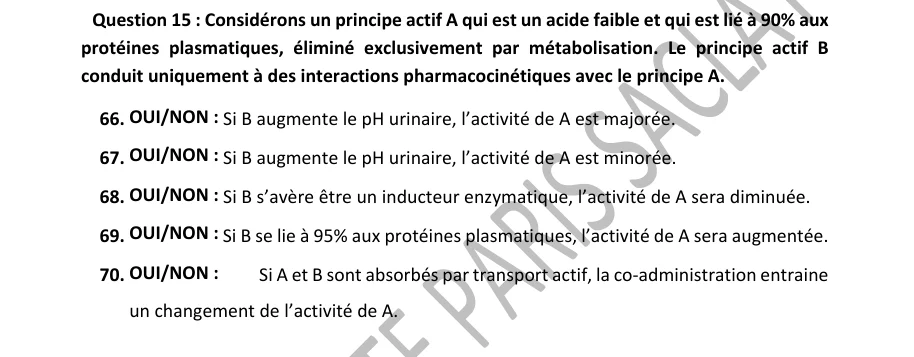 Question 15 : Considérons un principe actif A qui est un acide faible et qui est lié à 90% aux
protéines plasmatiques, éliminé exclusivement par métabolisation. Le principe actif B
conduit uniquement à des interactions pharmacocinétiques avec le principe A.
66. OUI/NON : Si B augmente le pH urinaire, l’activité de A est majorée.
67. OUI/NON : Si B augmente le pH urinaire, l’activité de A est minorée.
68. OUI/NON : Si B s’avère être un inducteur enzymatique, l’activité de A sera diminuée.
69. OUI/NON : Si B se lie à 95% aux protéines plasmatiques, l’activité de A sera augmentée.
70. OUI/NON : Si A et B sont absorbés par transport actif, la co-administration entraine
un changement de l’activité de A.
TE PARIS SACLA